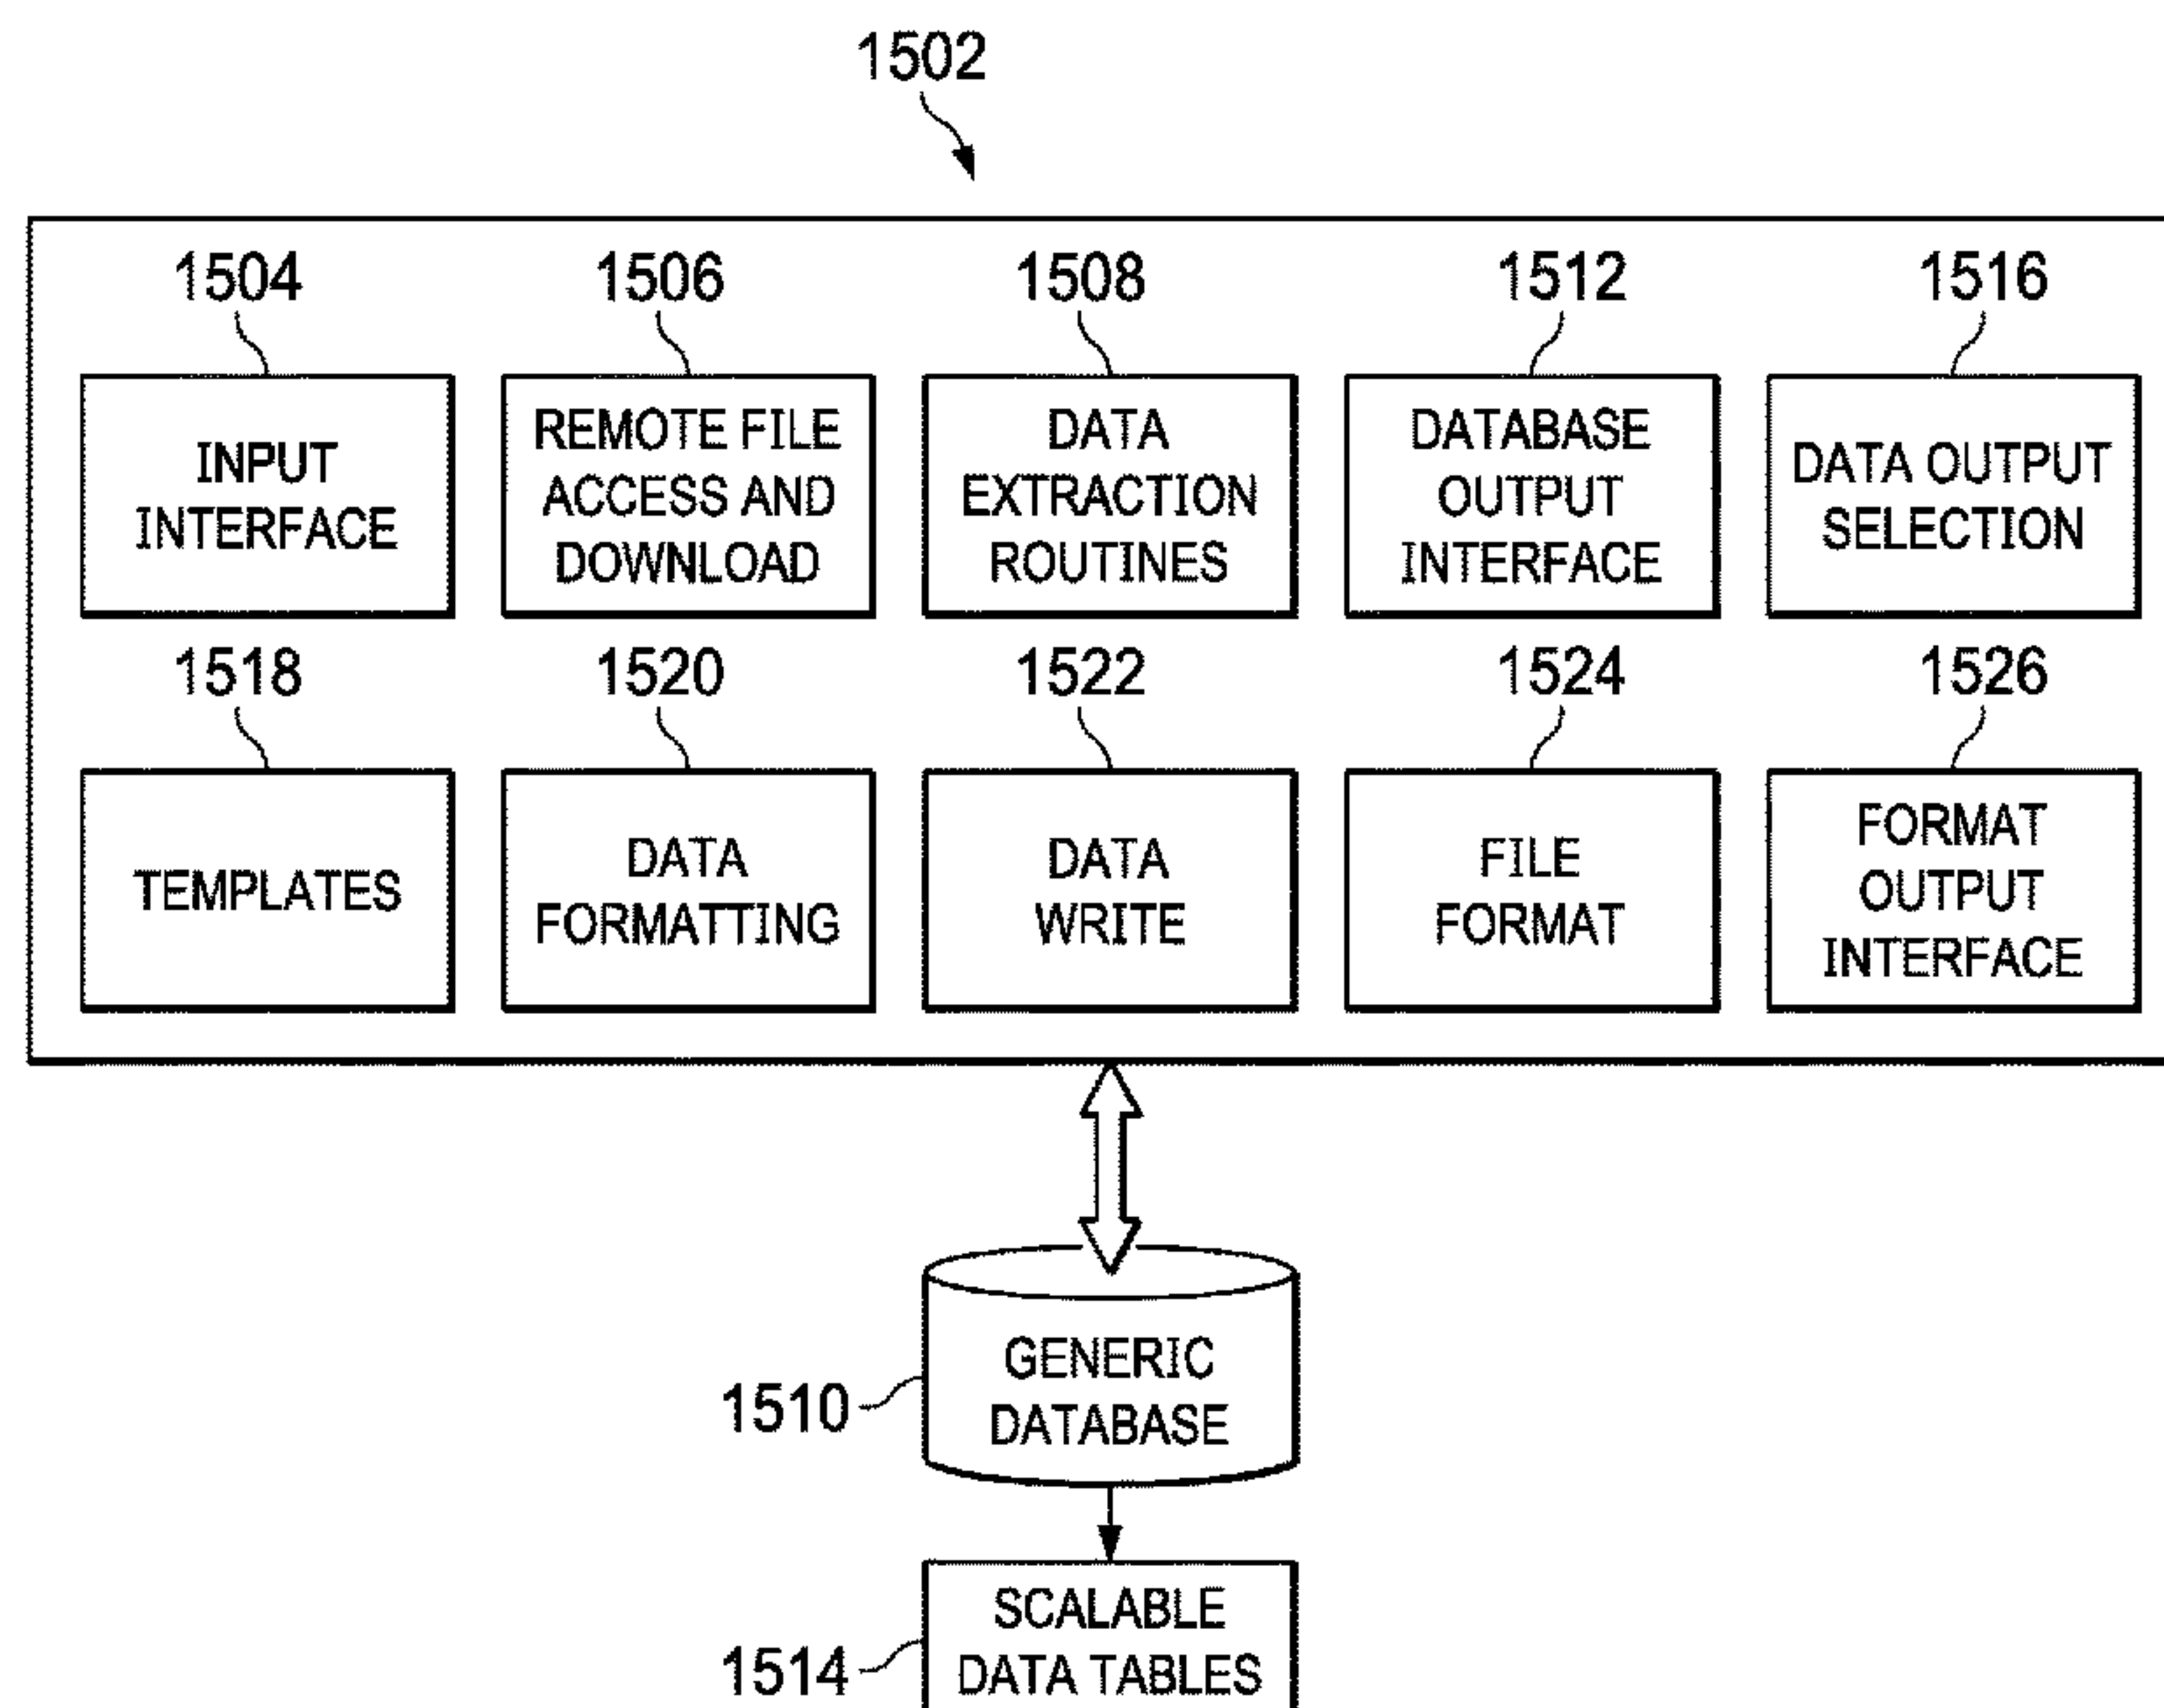 1502
1504
1506
1508
1512
1516
INPUT
INTERFACE
REMOTE FILE
ACCESS AND
DOWNLOAD
DATA
EXTRACTION
ROUTINES
DATABASE
OUTPUT
INTERFACE
DATA OUTPUT
SELECTION
1518
1520
1522
1524
1526
TEMPLATES
DATA
FORMATTING
DATA
WRITE
FILE
FORMAT
FORMAT
OUTPUT
INTERFACE
GENERIC
DATABASE
1510
SCALABLE
DATA TABLES
1514